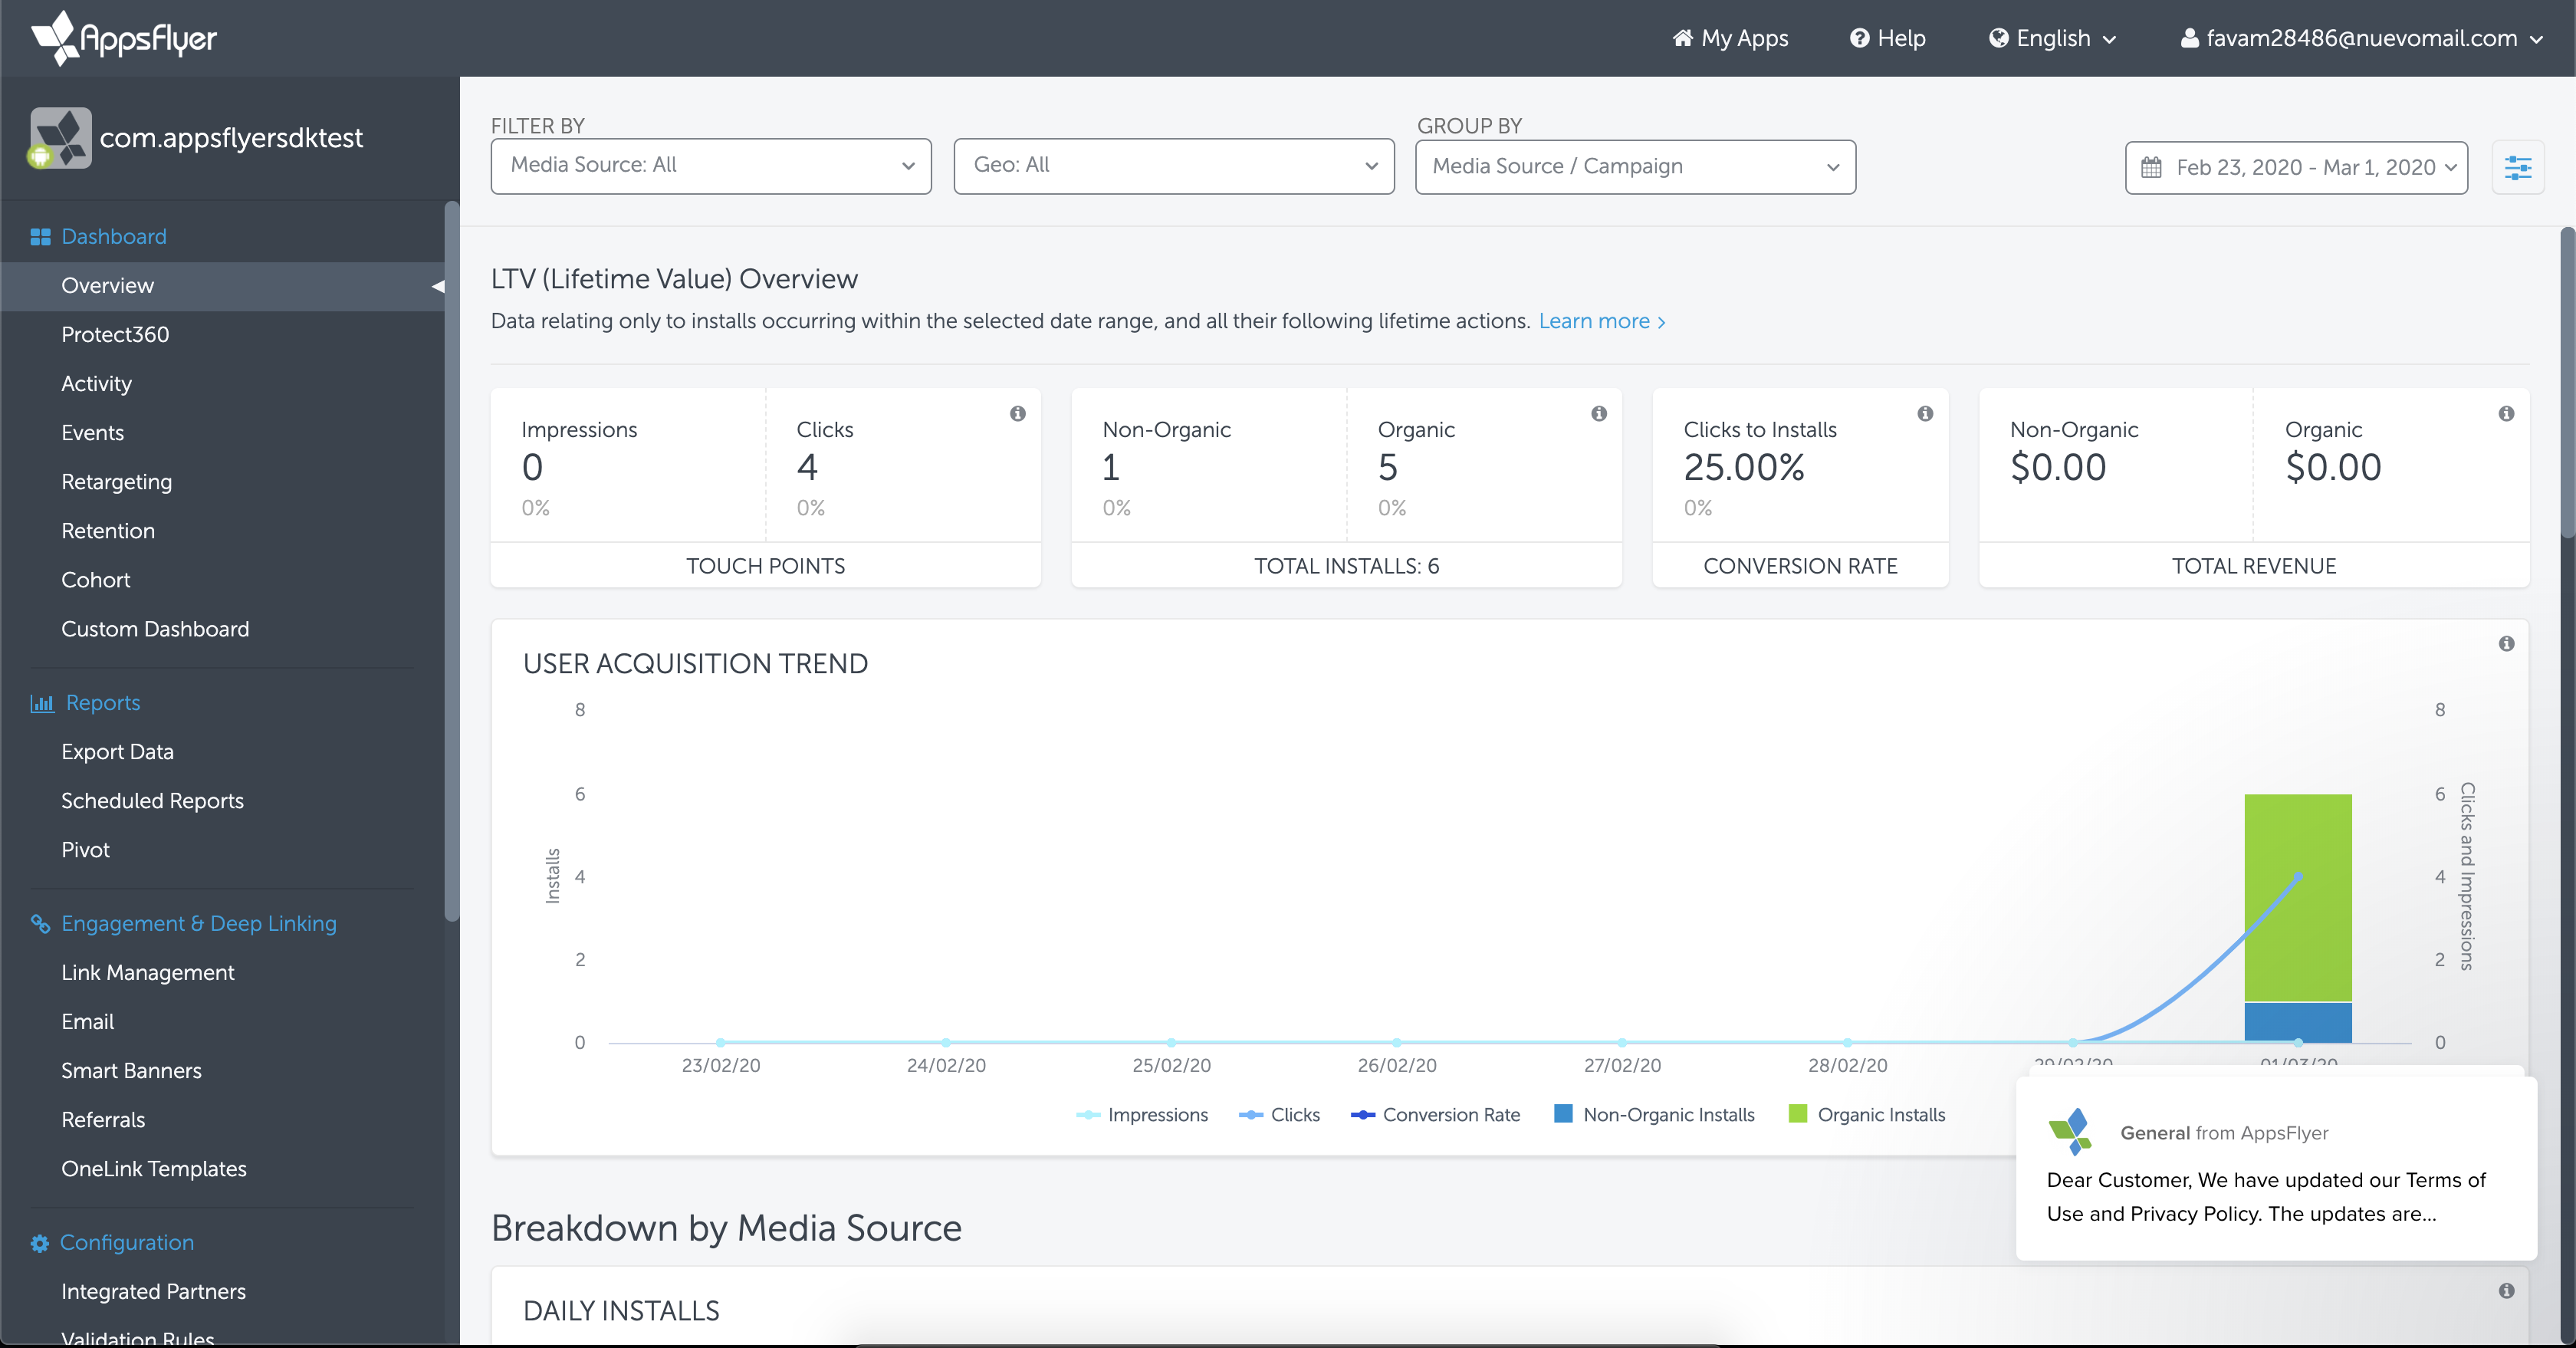 AppsFlyer
My Apps
Help
English
favam28486@nuevomail.com
com.appsflyersdktest
Dashboard
Overview
Protect360
Activity
Events
Retargeting
Retention
Cohort
Custom Dashboard
Reports
Export Data
Scheduled Reports
Pivot
Engagement & Deep Linking
Link Management
Email
Smart Banners
Referrals
OneLink Templates
Configuration
Integrated Partners
Validation Rules
FILTER BY
Media Source: All
Geo: All
GROUP BY
Media Source / Campaign
Feb 23, 2020 - Mar 1, 2020
LTV (Lifetime Value) Overview
Data relating only to installs occurring within the selected date range, and all their following lifetime actions. Learn more >
Impressions
0
0%
Clicks
4
0%
TOUCH POINTS
Non-Organic
1
0%
Organic
5
0%
TOTAL INSTALLS: 6
Clicks to Installs
25.00%
0%
CONVERSION RATE
Non-Organic
$0.00
Organic
$0.00
TOTAL REVENUE
USER ACQUISITION TREND
8
6
4
2
0
Installs
8
6
4
2
0
Clicks and Impressions
23/02/20
24/02/20
25/02/20
26/02/20
27/02/20
28/02/20
29/02/20
01/03/20
Impressions
Clicks
Conversion Rate
Non-Organic Installs
Organic Installs
General from AppsFlyer
Dear Customer, We have updated our Terms of
Use and Privacy Policy. The updates are...
Breakdown by Media Source
DAILY INSTALLS